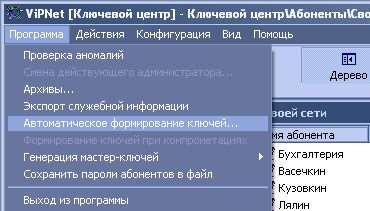 ViPNet [Ключевой центр] - Ключевой центр\Абоненты\Сво
Программа Действия Конфигурация Вид Помощь
Проверка аномалий
Смена действующего администратора...
Архивы...
Экспорт служебной информации
Автоматическое формирование ключей...
Формирование ключей при компрометации
Генерация мастер-ключей
Сохранить пароли абонентов в файл
Выход из программы
Дерево
воей сети
мя абонента
Бухгалтерия
Васечкин
Кузовкин
Лялин